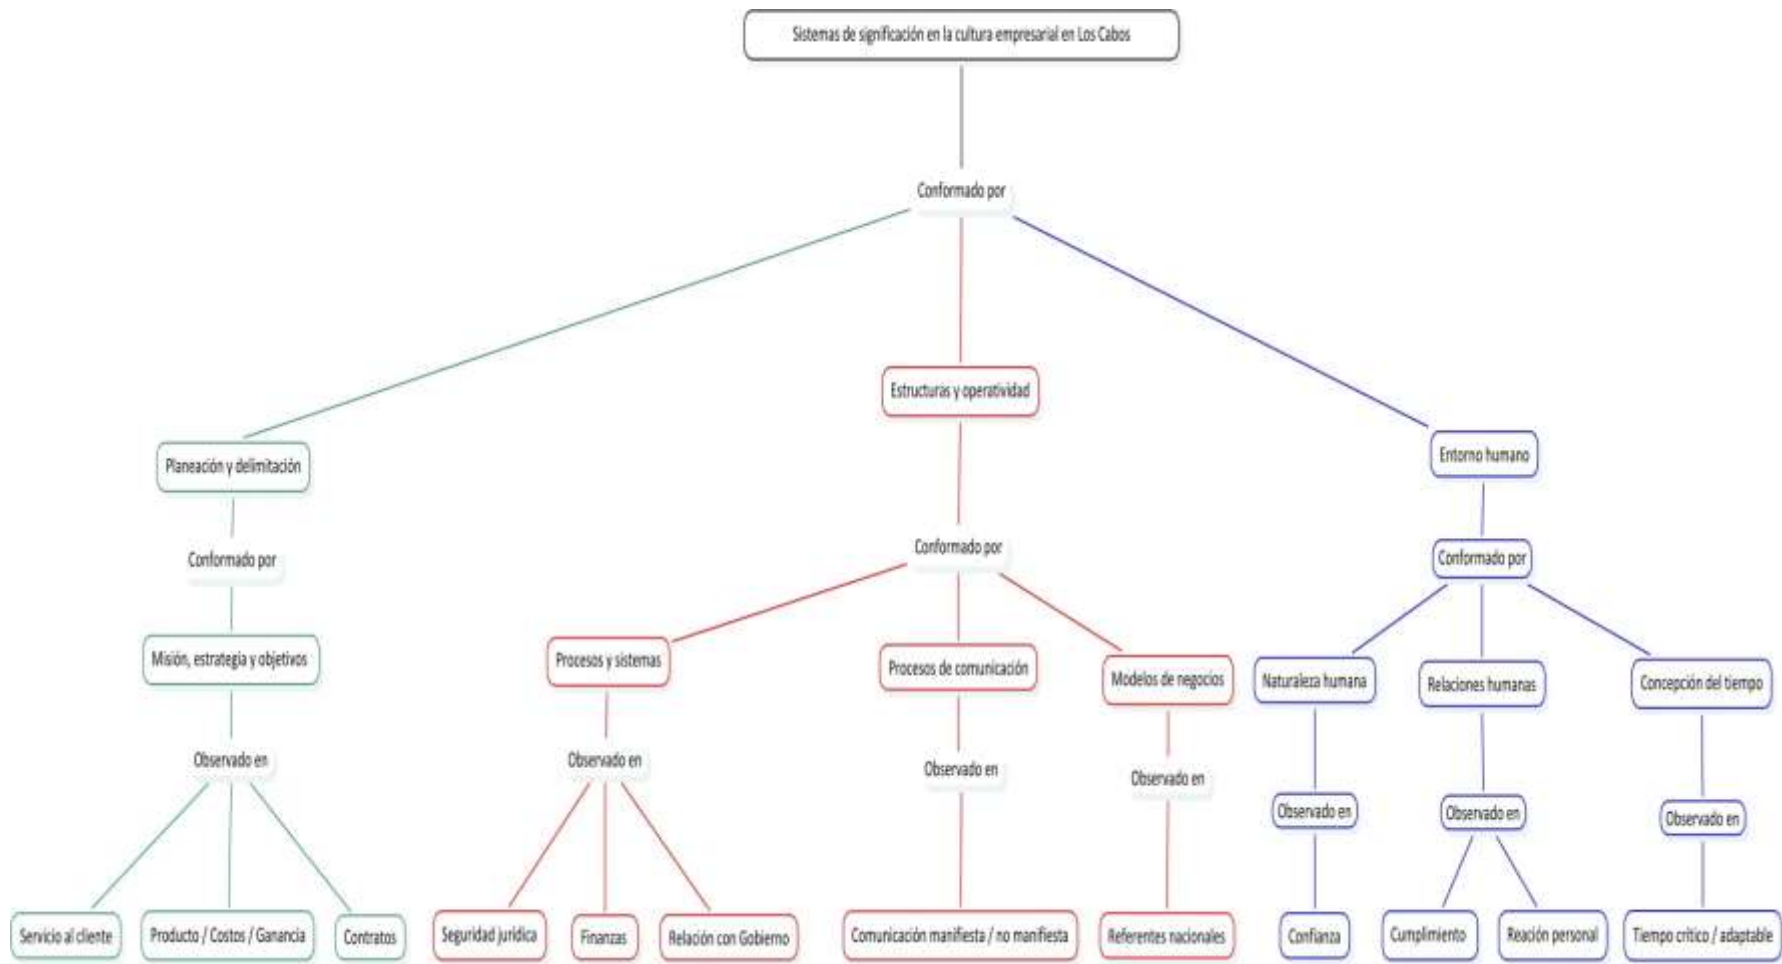 Sistemas de significación en la cultura empresarial en Los Cabos
Conformado por
Estructuras y operatividad
Planeación y delimitación
Entorno humano
Conformado por
Conformado por
Conformado por
Misión, estrategia y objetivos
Procesos y sistemas
Procesos de comunicación
Modelos de negocios
Naturaleza humana
Relaciones humanas
Concepción del tiempo
Observado en
Observado en
Observado en
Observado en
Observado en
Observado en
Observado en
Servicio al cliente
Producto / Costos / Ganancia
Contratos
Seguridad jurídica
Finanzas
Relación con Gobierno
Comunicación manifiesta / no manifiesta
Referentes nacionales
Confianza
Cumplimiento
Reación personal
Tiempo crítico / adaptable